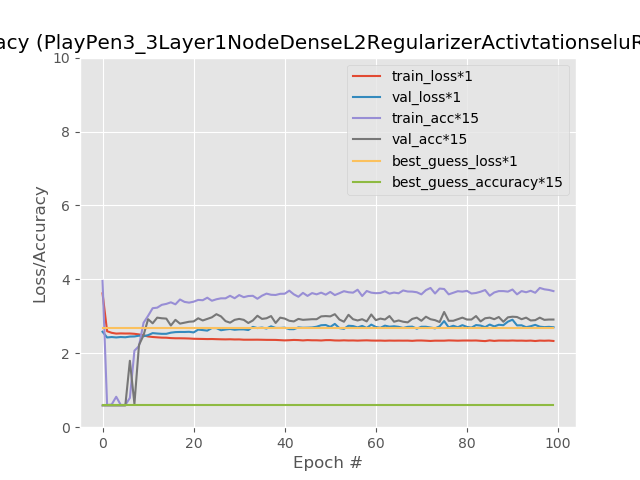 acy (PlayPen3_3Layer1NodeDenseL2RegularizerActivtationseluR
train_loss*1
val_loss*1
train_acc*15
val_acc*15
best_guess_loss*1
best_guess_accuracy*15
Loss/Accuracy
10
8
6
4
2
0
0 20 40 60 80 100
Epoch #